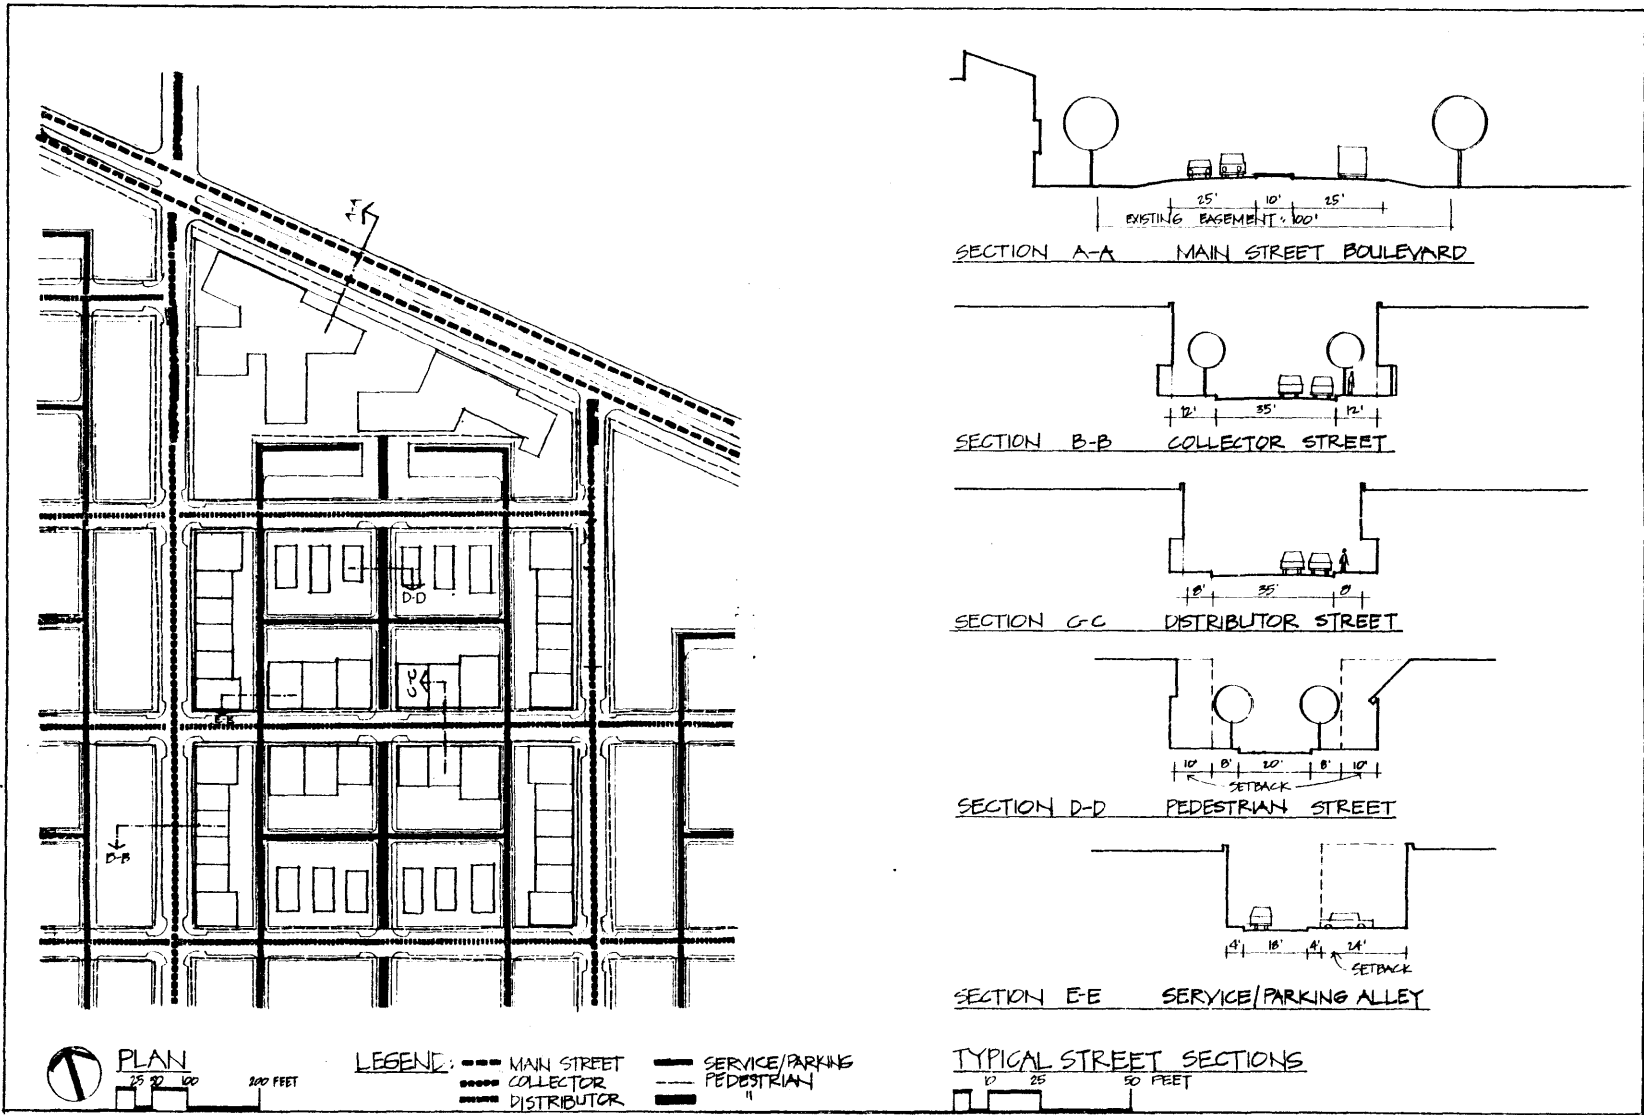 A-A
D-D
C-C
E-E
B-B
PLAN
25 50 100 200 FEET
LEGEND:
MAIN STREET
COLLECTOR
DISTRIBUTOR
SERVICE/PARKING
PEDESTRIAN
"
25' 10' 25'
EXISTING EASEMENT: 100'
SECTION A-A MAIN STREET BOULEVARD
12' 35' 12'
SECTION B-B COLLECTOR STREET
8' 35' 8'
SECTION C-C DISTRIBUTOR STREET
10' 8' 20' 8' 10'
SETBACK
SECTION D-D PEDESTRIAN STREET
4' 18' 4' 24'
SETBACK
SECTION E-E SERVICE/PARKING ALLEY
TYPICAL STREET SECTIONS
10 25 50 FEET